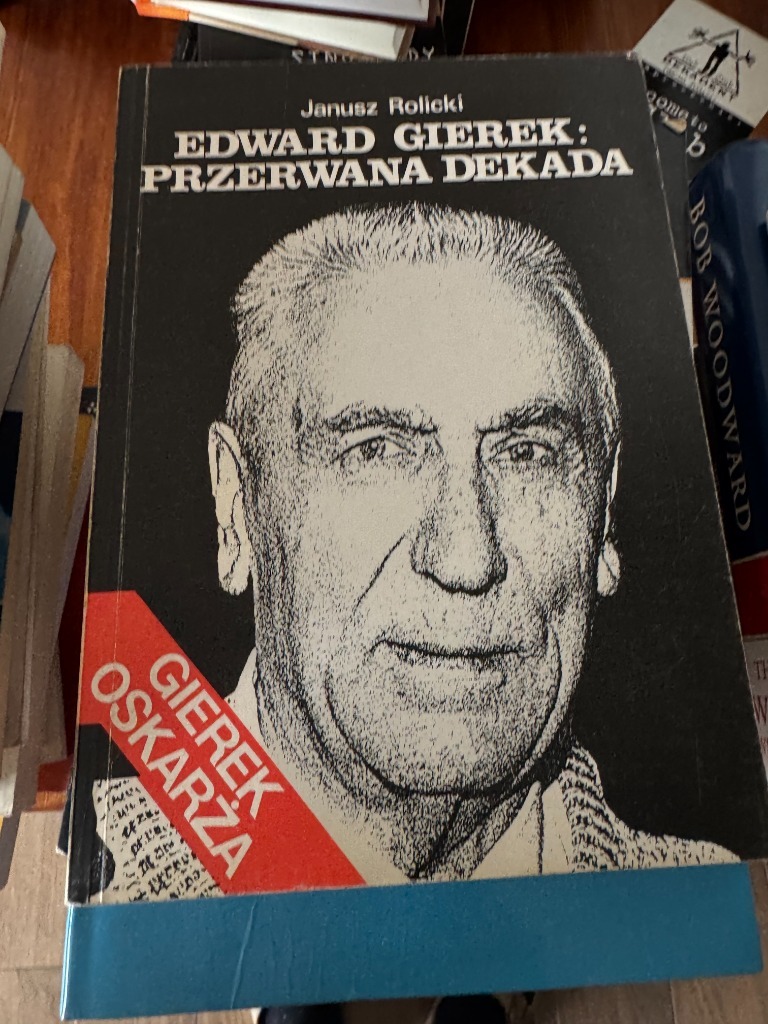 Janusz Rolicki
EDWARD GIEREK:
PRZERWANA DEKADA
GIEREK
OSKARŻA
BOB WOODWARD